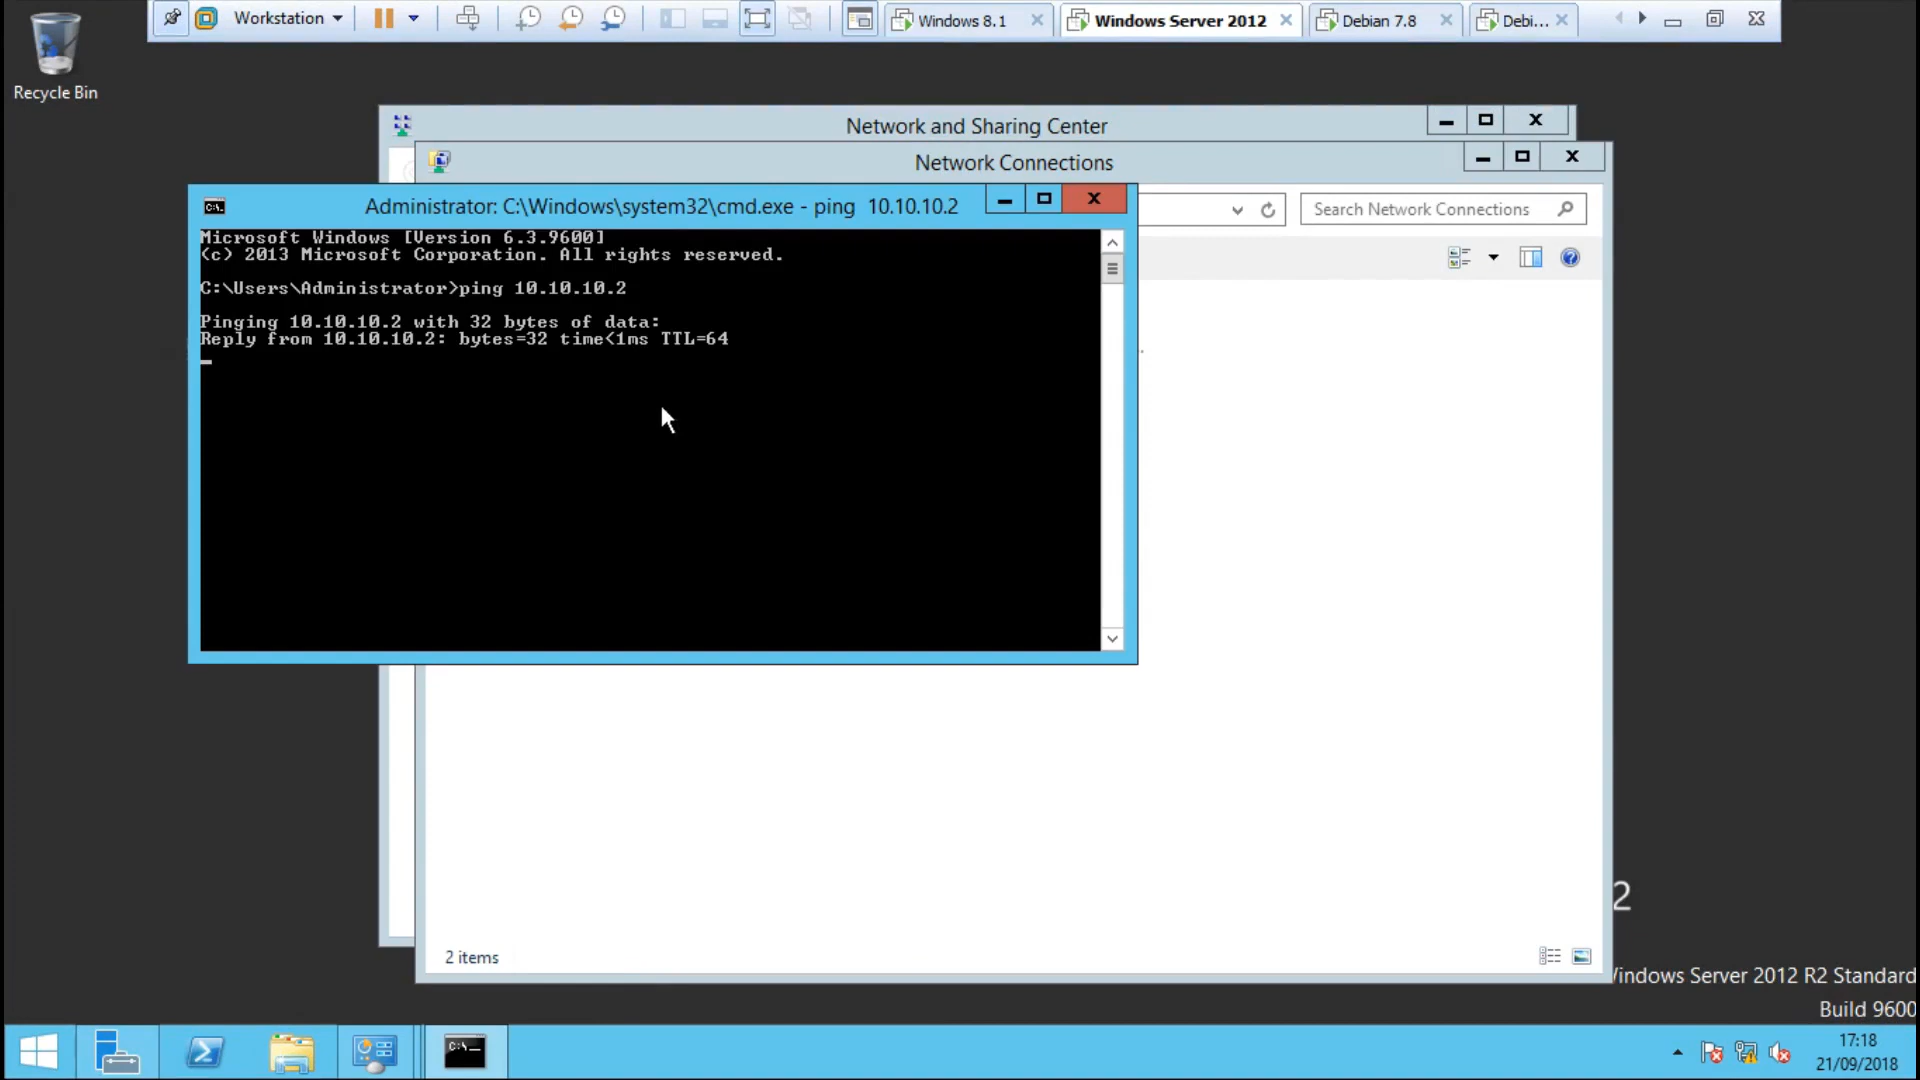 Workstation
Windows 8.1
Windows Server 2012
Debian 7.8
Debi...
Recycle Bin
Network and Sharing Center
Network Connections
Search Network Connections
Administrator: C:\Windows\system32\cmd.exe - ping 10.10.10.2
Microsoft Windows [Version 6.3.9600]
(c) 2013 Microsoft Corporation. All rights reserved.
C:\Users\Administrator>ping 10.10.10.2
Pinging 10.10.10.2 with 32 bytes of data:
Reply from 10.10.10.2: bytes=32 time<1ms TTL=64
2 items
2
Windows Server 2012 R2 Standard
Build 9600
17:18
21/09/2018